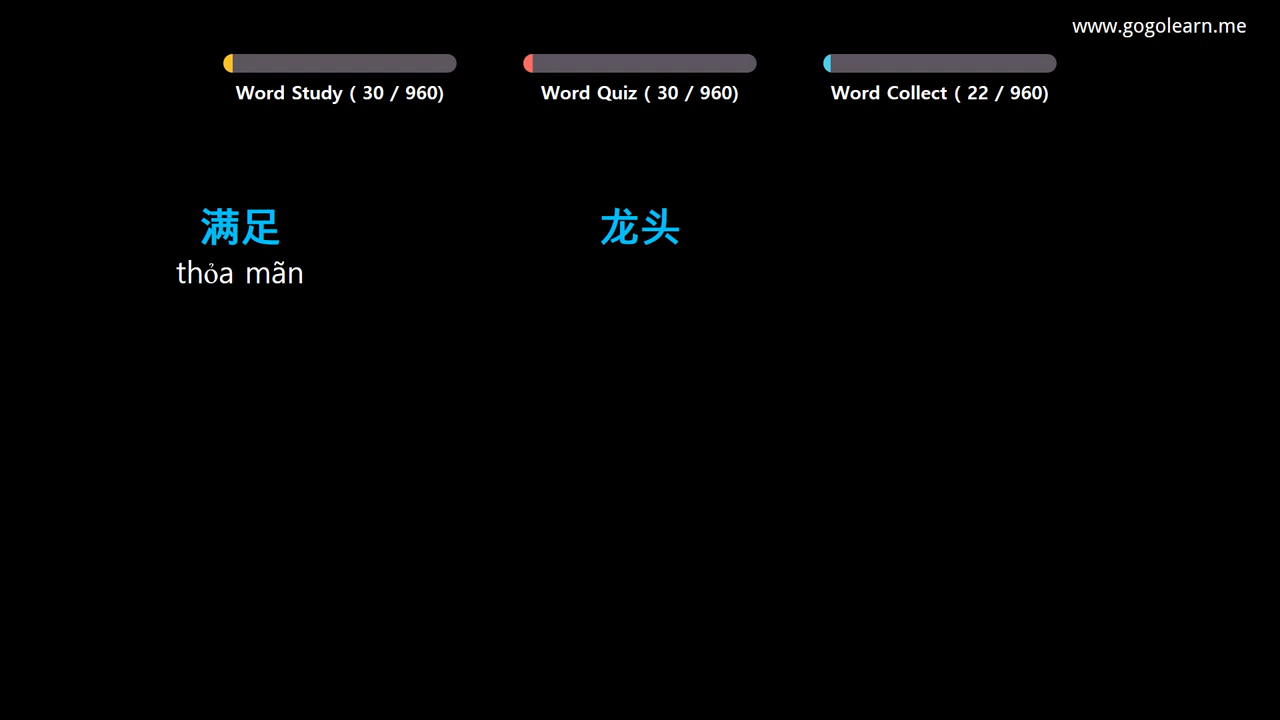 www.gogolearn.me
Word Study ( 30 / 960)
Word Quiz ( 30 / 960)
Word Collect ( 22 / 960)
满足
龙头
thỏa mãn